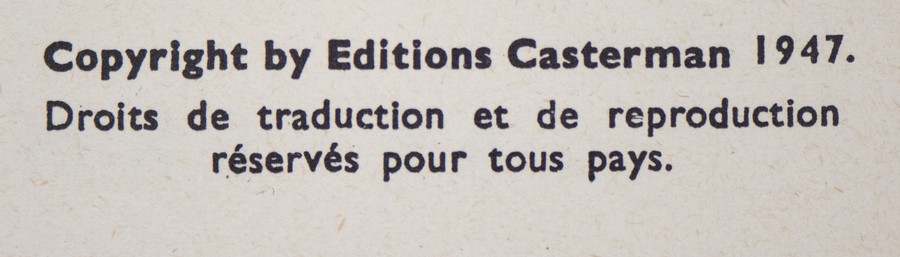 Copyright by Editions Casterman 1947.
Droits de traduction et de reproduction
réservés pour tous pays.